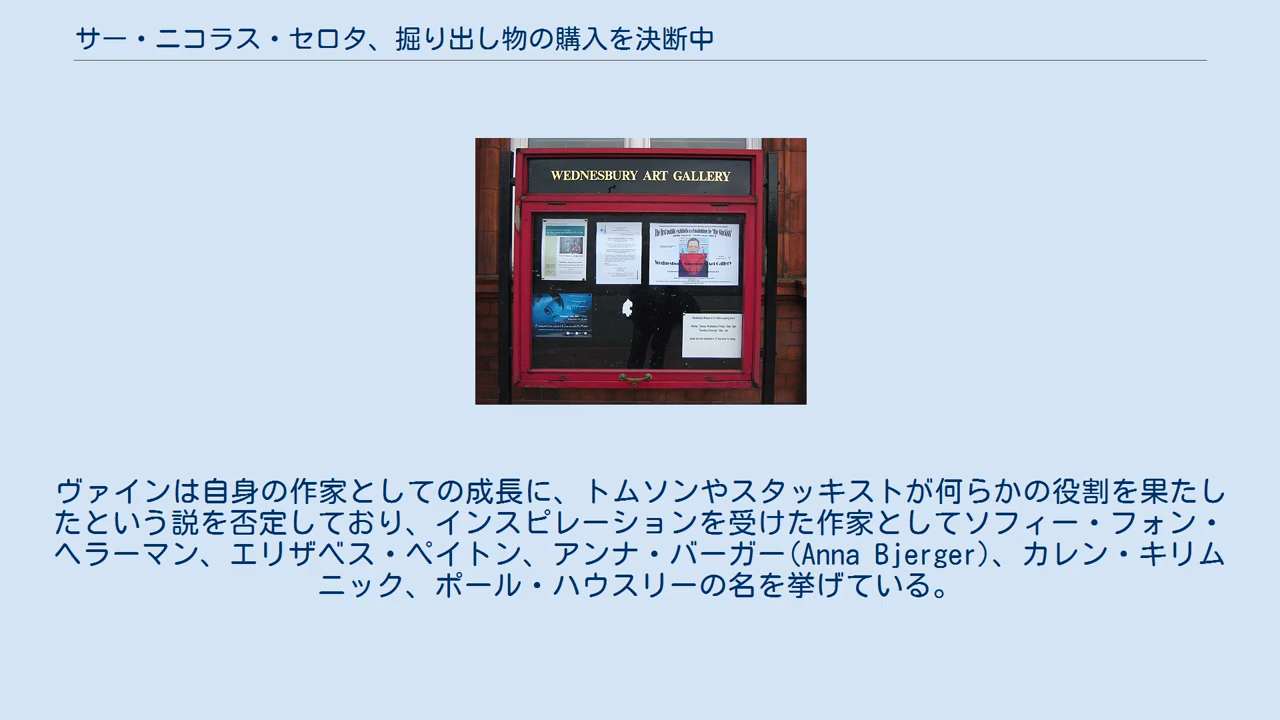 サー・ニコラス・セロタ、掘り出し物の購入を決断中
WEDNESBURY ART GALLERY
ヴァインは自身の作家としての成長に、トムソンやスタッキストが何らかの役割を果たし
たという説を否定しており、インスピレーションを受けた作家としてソフィー・フォン・
ヘラーマン、エリザベス・ペイトン、アンナ・バーガー(Anna Bjerger)、カレン・キリム
ニック、ポール・ハウスリーの名を挙げている。